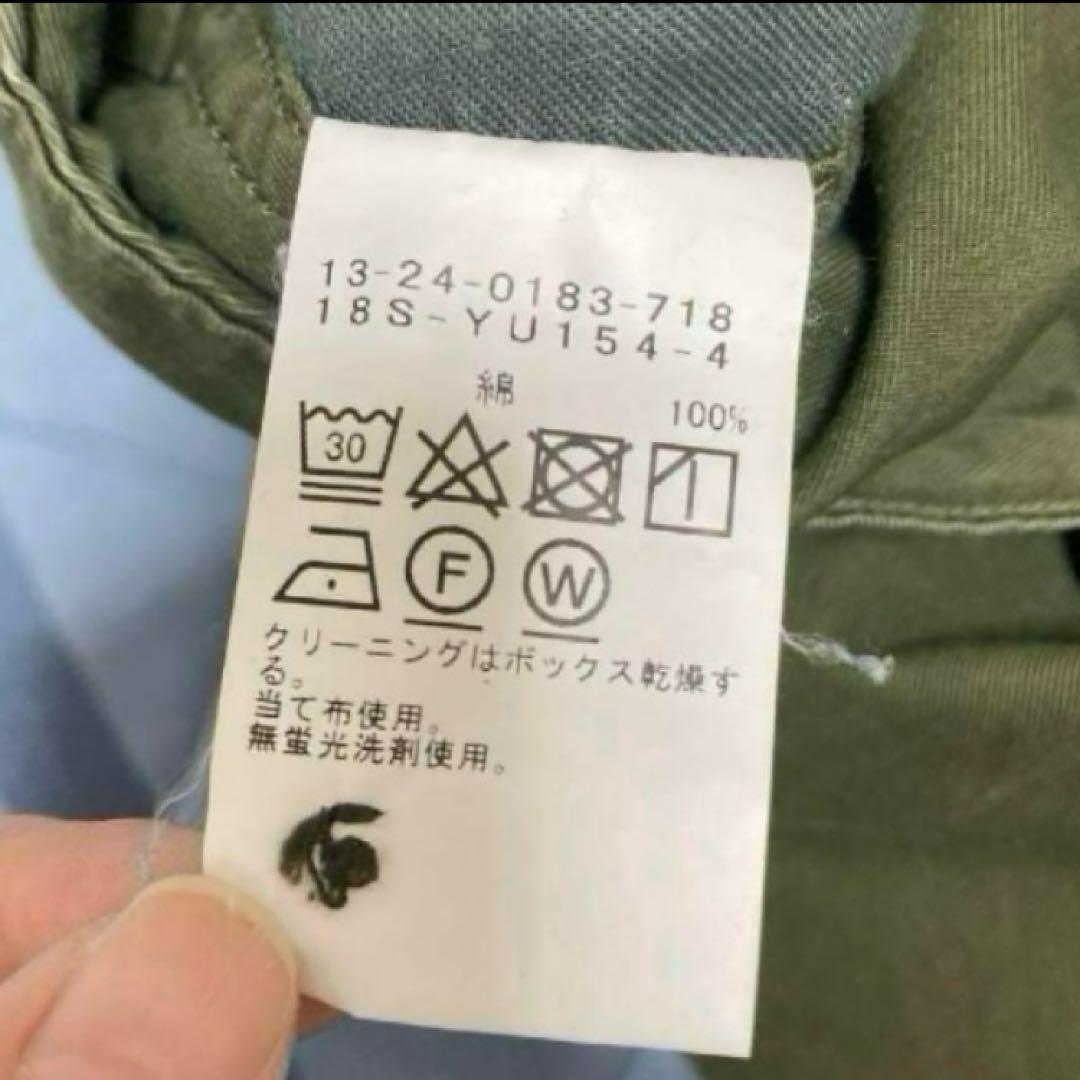 13-24-0183-718
18S-YU154-4
綿
100%
30
F
W
クリーニングはボックス乾燥す
る。
当て布使用。
無蛍光洗剤使用。